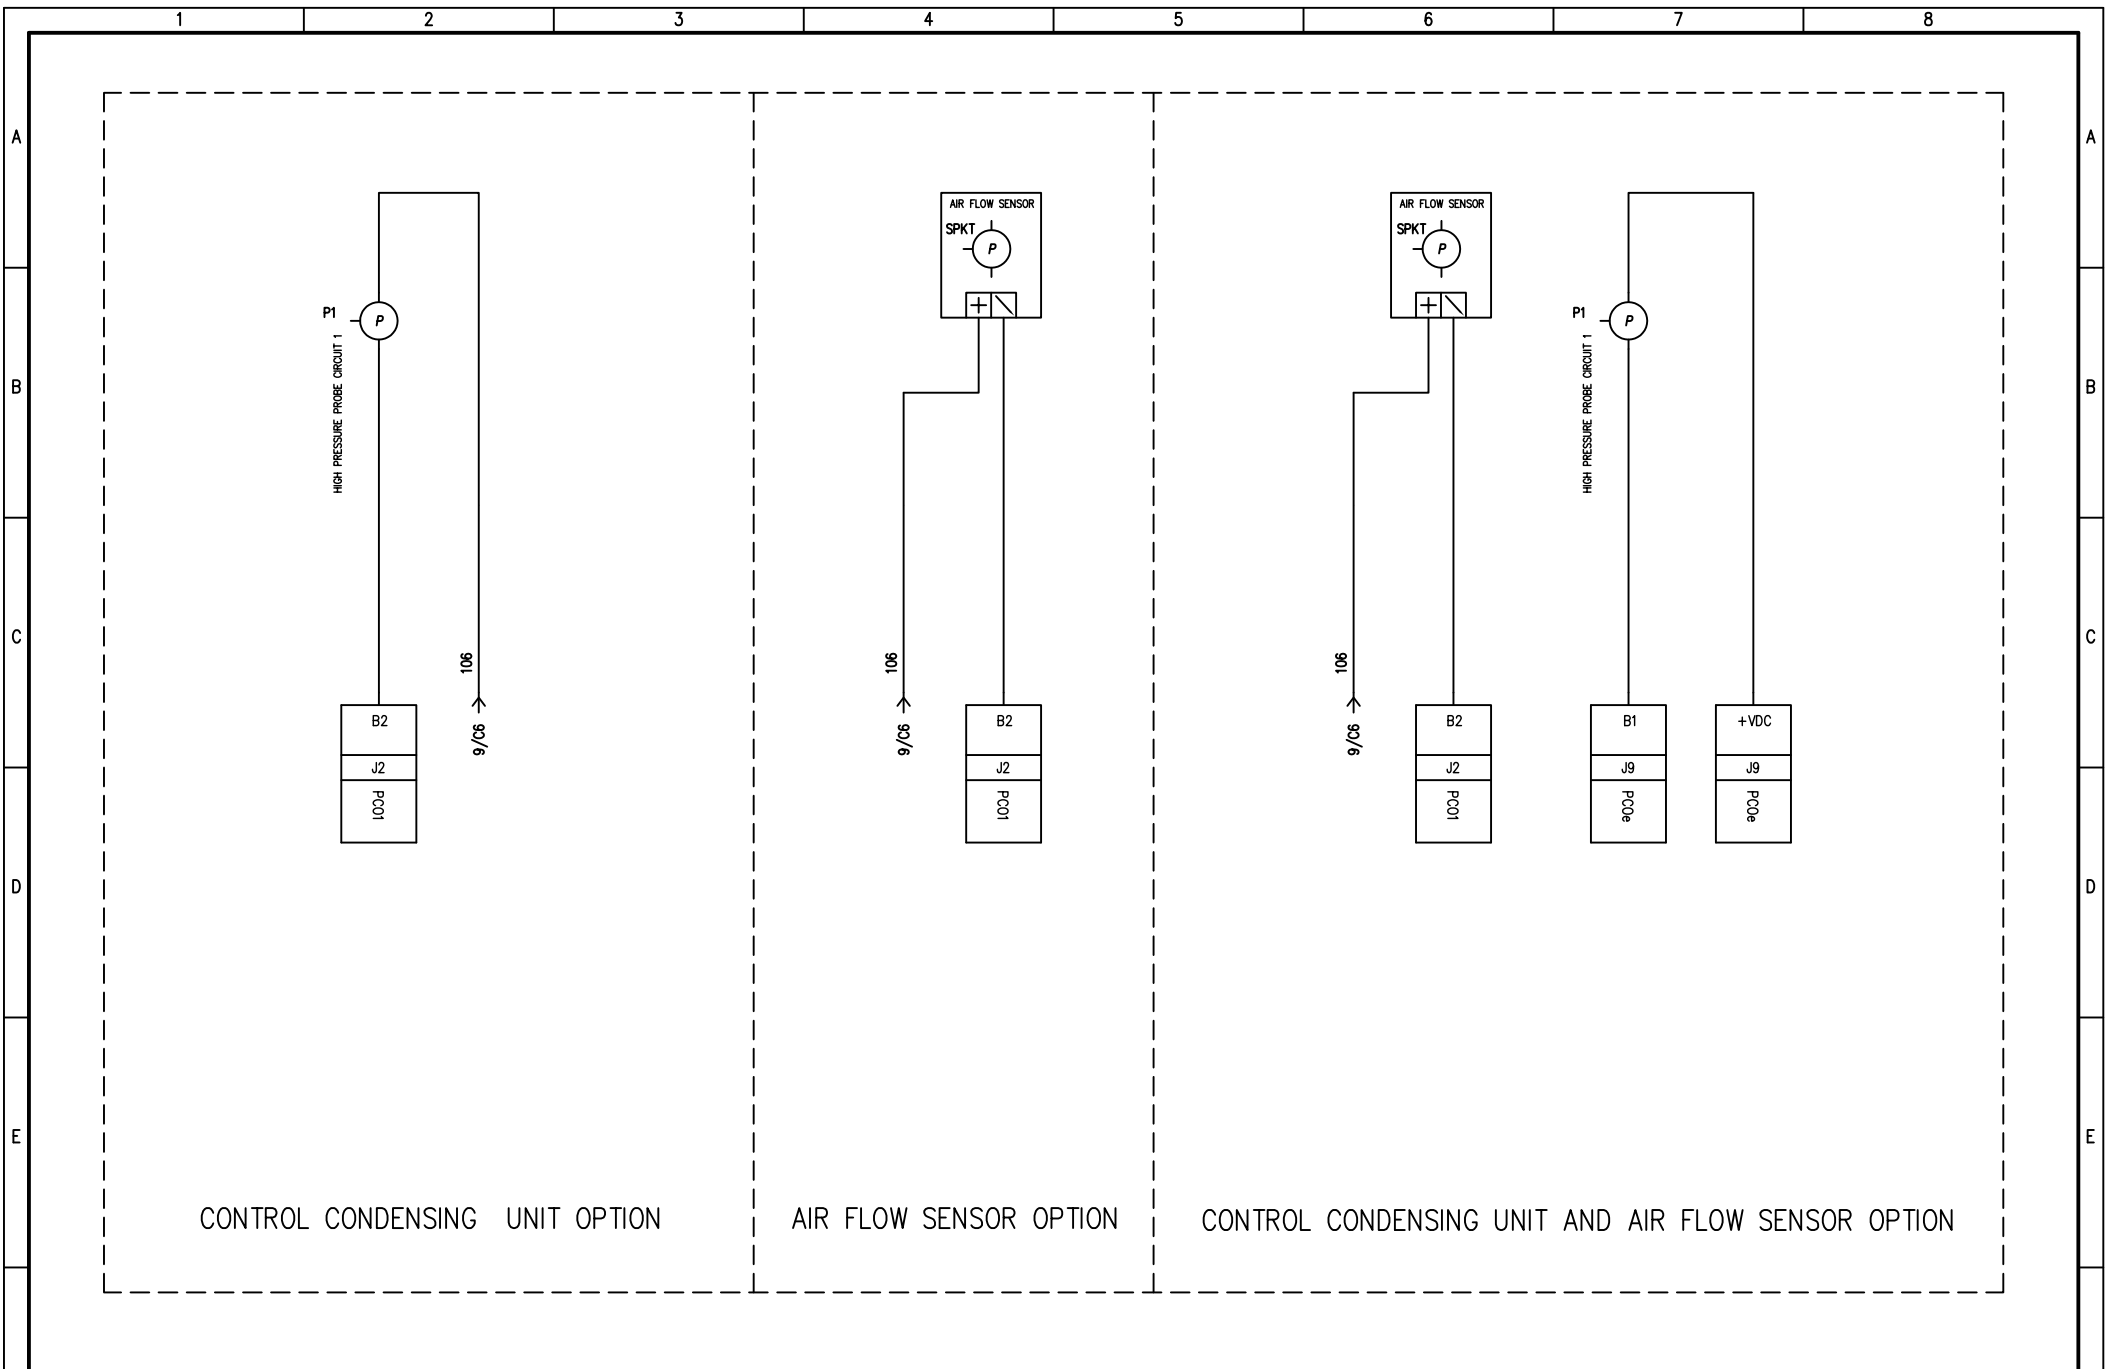 1 2 3 4 5 6 7 8
A A
AIR FLOW SENSOR AIR FLOW SENSOR
SPKT P SPKT P
P1 P P1 P
HIGH PRESSURE PROBE CIRCUIT 1 HIGH PRESSURE PROBE CIRCUIT 1
B B
C C
106 106 106
B2 B2 B2 B1 +VDC
9/C6 9/C6 9/C6
J2 J2 J2 J9 J9
PCO1 PCO1 PCO1 PCOe PCOe
D D
E E
CONTROL CONDENSING UNIT OPTION AIR FLOW SENSOR OPTION CONTROL CONDENSING UNIT AND AIR FLOW SENSOR OPTION